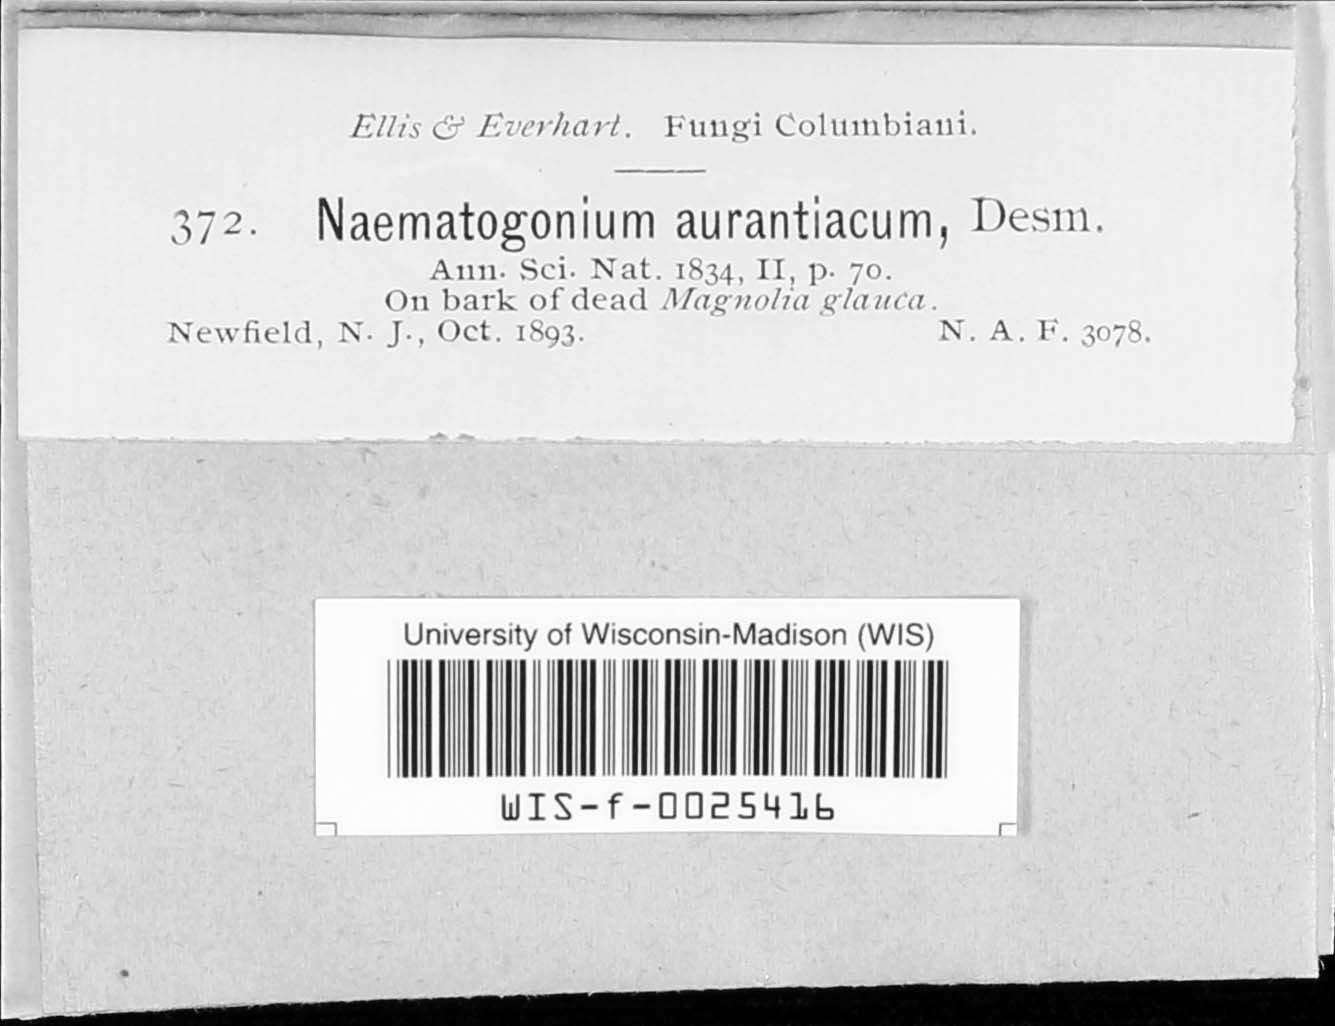 Ellis & Everhart. Fungi Columbiani.
372. Naematogonium aurantiacum, Desm.
Ann. Sci. Nat. 1834, II, p. 70.
On bark of dead Magnolia glauca.
Newfield, N. J., Oct. 1893. N. A. F. 3078.
University of Wisconsin-Madison (WIS)
WIS-f-0025416